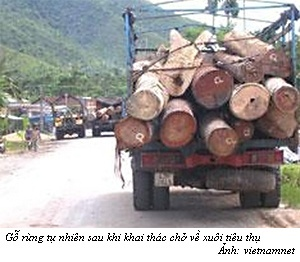 Gỗ rừng tự nhiên sau khi khai thác chở về xuôi tiêu thụ
Ảnh: vietnamnet